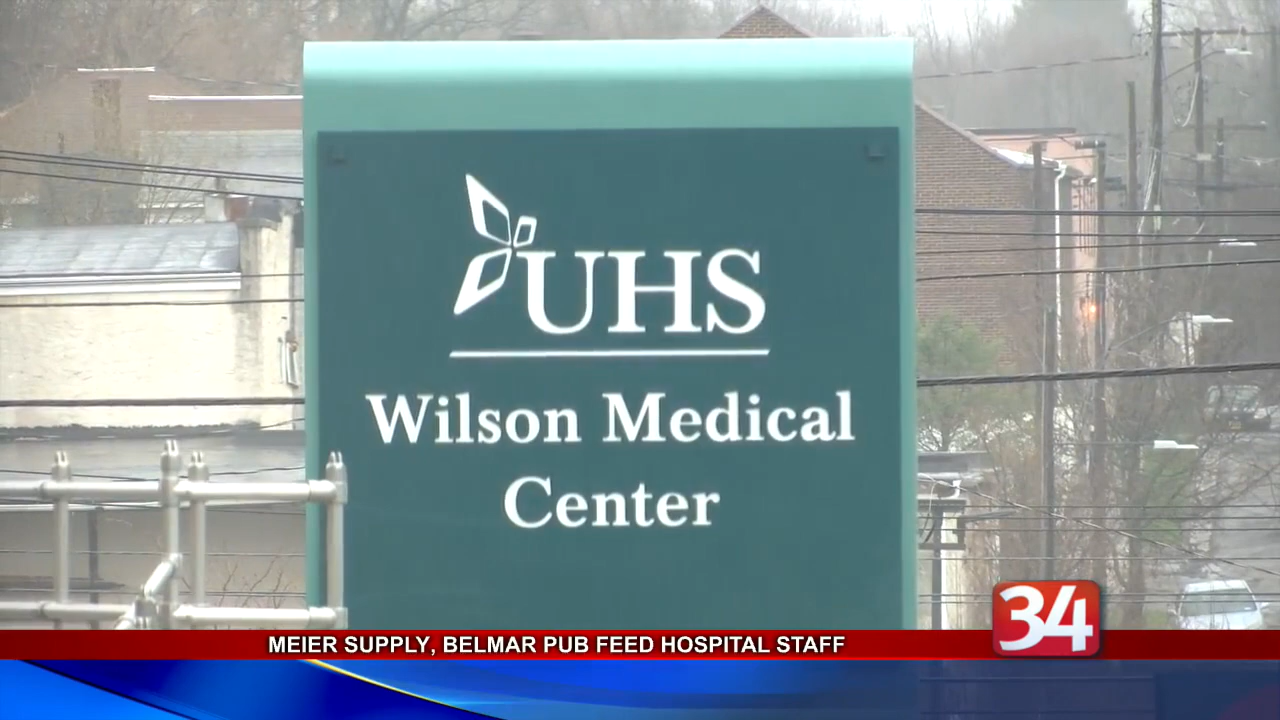 UHS
Wilson Medical
Center
34
MEIER SUPPLY, BELMAR PUB FEED HOSPITAL STAFF